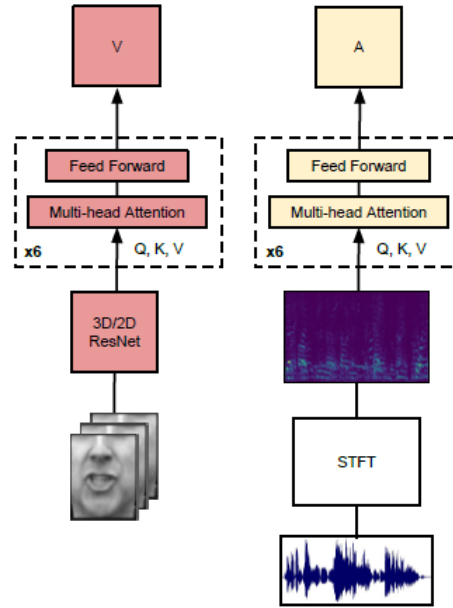 V
Feed Forward
Multi-head Attention
x6
Q, K, V
3D/2D
ResNet
A
Feed Forward
Multi-head Attention
x6
Q, K, V
STFT